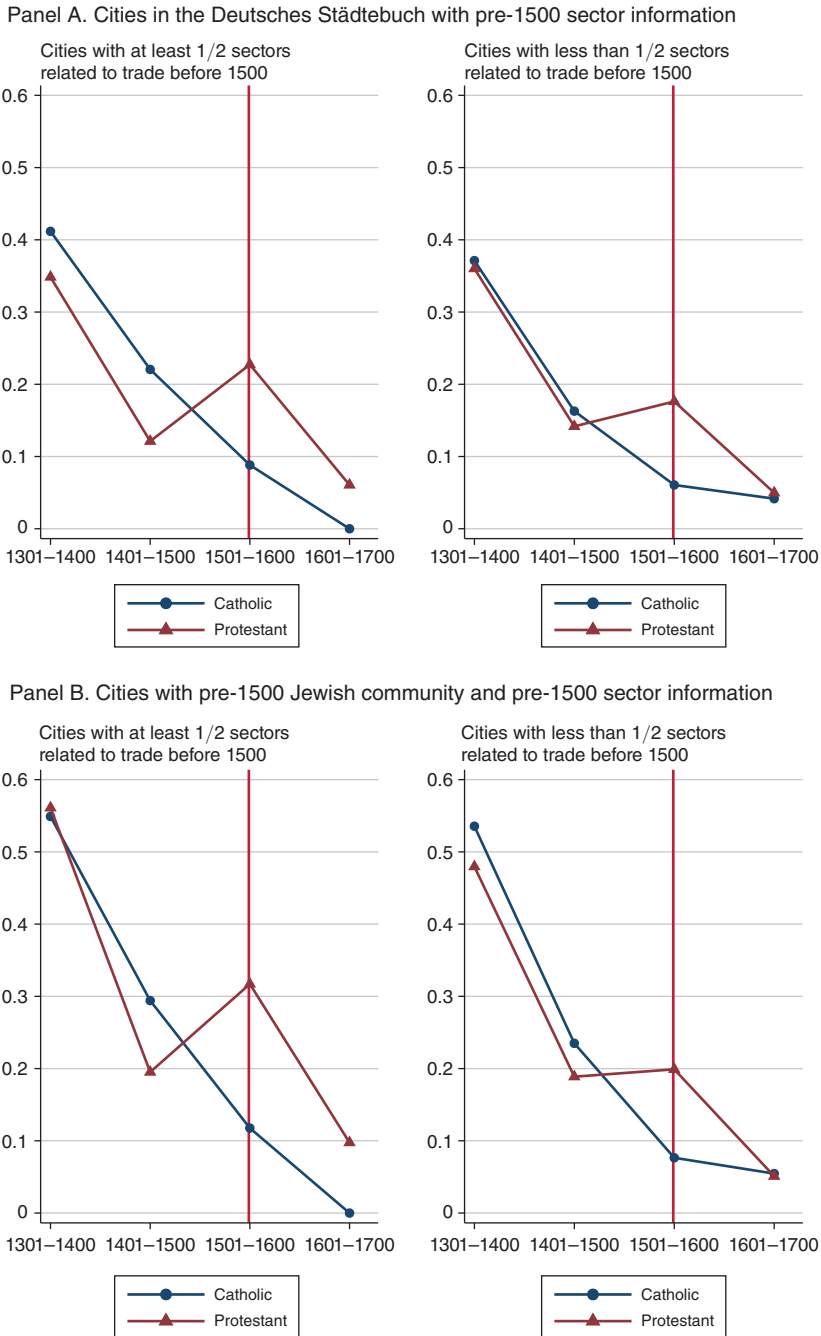 Panel A. Cities in the Deutsches Städtebuch with pre-1500 sector information
Cities with at least 1/2 sectors
related to trade before 1500
0.6
0.5
0.4
0.3
0.2
0.1
0
1301–1400 1401–1500 1501–1600 1601–1700
Catholic
Protestant
Cities with less than 1/2 sectors
related to trade before 1500
0.6
0.5
0.4
0.3
0.2
0.1
0
1301–1400 1401–1500 1501–1600 1601–1700
Catholic
Protestant
Panel B. Cities with pre-1500 Jewish community and pre-1500 sector information
Cities with at least 1/2 sectors
related to trade before 1500
0.6
0.5
0.4
0.3
0.2
0.1
0
1301–1400 1401–1500 1501–1600 1601–1700
Catholic
Protestant
Cities with less than 1/2 sectors
related to trade before 1500
0.6
0.5
0.4
0.3
0.2
0.1
0
1301–1400 1401–1500 1501–1600 1601–1700
Catholic
Protestant